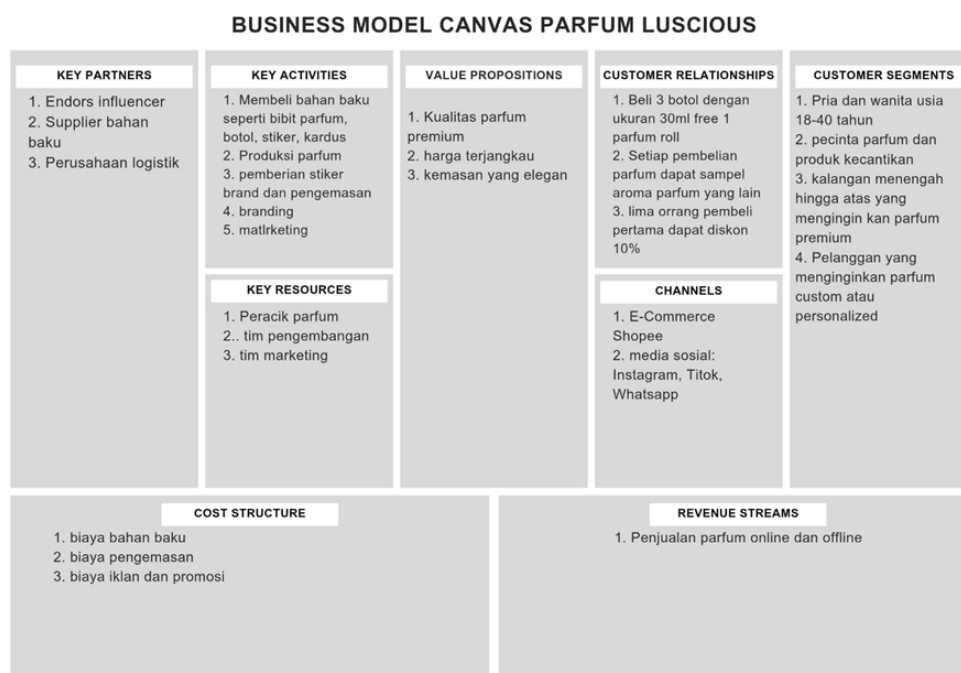 BUSINESS MODEL CANVAS PARFUM LUSCIOUS
KEY PARTNERS
1. Endors influencer
2. Supplier bahan
baku
3. Perusahaan logistik
KEY ACTIVITIES
1. Membeli bahan baku
seperti bibit parfum,
botol, stiker, kardus
2. Produksi parfum
3. pemberian stiker
brand dan pengemasan
4. branding
5. matlrketing
KEY RESOURCES
1. Peracik parfum
2.. tim pengembangan
3. tim marketing
VALUE PROPOSITIONS
1. Kualitas parfum
premium
2. harga terjangkau
3. kemasan yang elegan
CUSTOMER RELATIONSHIPS
1. Beli 3 botol dengan
ukuran 30ml free 1
parfum roll
2. Setiap pembelian
parfum dapat sampel
aroma parfum yang lain
3. lima orrang pembeli
pertama dapat diskon
10%
CHANNELS
1. E-Commerce
Shopee
2. media sosial:
Instagram, Titok,
Whatsapp
CUSTOMER SEGMENTS
1. Pria dan wanita usia
18-40 tahun
2. pecinta parfum dan
produk kecantikan
3. kalangan menengah
hingga atas yang
mengingin kan parfum
premium
4. Pelanggan yang
menginginkan parfum
custom atau
personalized
COST STRUCTURE
1. biaya bahan baku
2. biaya pengemasan
3. biaya iklan dan promosi
REVENUE STREAMS
1. Penjualan parfum online dan offline